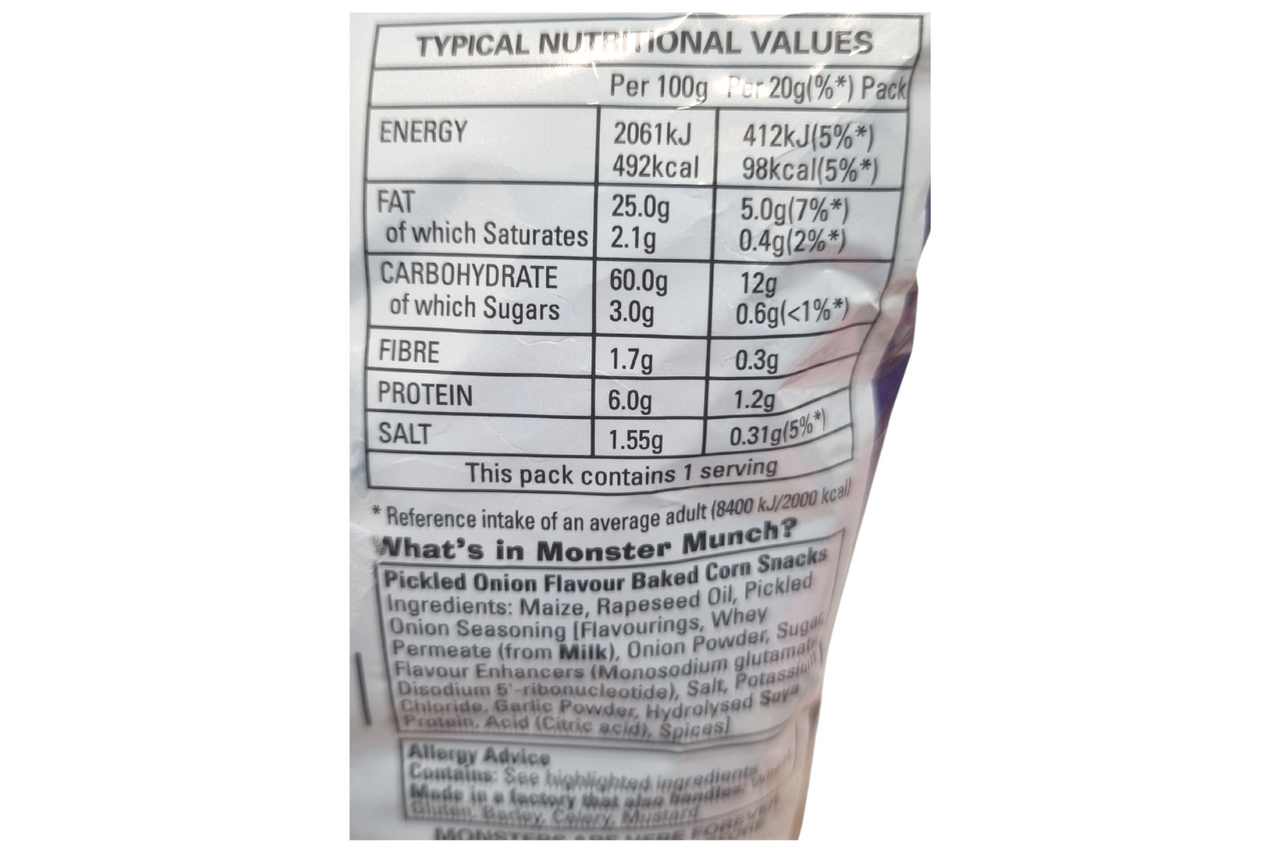 TYPICAL NUTRITIONAL VALUES
Per 100g Per 20g(%*) Pack
ENERGY 2061kJ 412kJ(5%*)
492kcal 98kcal(5%*)
FAT 25.0g 5.0g(7%*)
of which Saturates 2.1g 0.4g(2%*)
CARBOHYDRATE 60.0g 12g
of which Sugars 3.0g 0.6g(<1%*)
FIBRE 1.7g 0.3g
PROTEIN 6.0g 1.2g
SALT 1.55g 0.31g(5%*)
This pack contains 1 serving
* Reference intake of an average adult (8400 kJ/2000 kcal)
What's in Monster Munch?
Pickled Onion Flavour Baked Corn Snacks
Ingredients: Maize, Rapeseed Oil, Pickled
Onion Seasoning [Flavourings, Whey
Permeate (from Milk), Onion Powder, Sugar,
Flavour Enhancers (Monosodium glutamate,
Disodium 5'-ribonucleotide), Salt, Potassium
Chloride, Garlic Powder, Hydrolysed Soya
Protein, Acid (Citric acid), Spices]
Allergy Advice
Contains: See highlighted ingredients
Made in a factory that also handles:
Gluten, Barley, Celery, Mustard
MONSTERS ARE HERE FOREVER